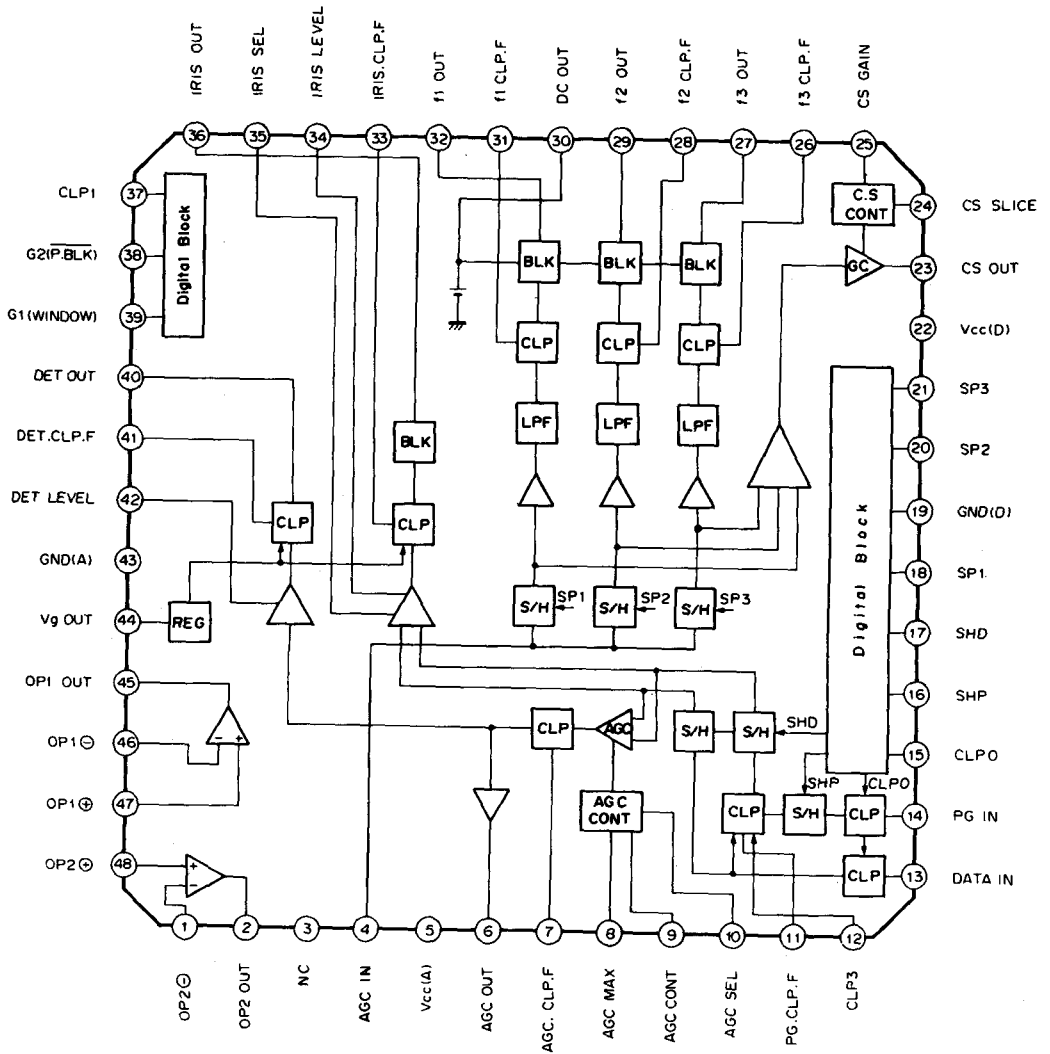 IRIS OUT
IRIS SEL
IRIS LEVEL
IRIS.CLP.F
f1 OUT
f1 CLP.F
DC OUT
f2 OUT
f2 CLP.F
f3 OUT
f3 CLP.F
CS GAIN
36
35
34
33
32
31
30
29
28
27
26
25
CLP1
37
G2(P.BLK)
38
G1(WINDOW)
39
Digital Block
DET OUT
40
DET.CLP.F
41
DET LEVEL
42
GND(A)
43
Vg OUT
44
OP1 OUT
45
OP1⊖
46
OP1⊕
47
OP2⊕
48
C.S CONT
24
CS SLICE
GC
23
CS OUT
22
Vcc(D)
21
SP3
20
SP2
19
GND(D)
18
SP1
17
SHD
16
SHP
15
CLPO
14
PG IN
13
DATA IN
Digital Block
BLK
BLK
BLK
CLP
CLP
CLP
LPF
LPF
LPF
BLK
CLP
CLP
REG
S/H
SP1
S/H
SP2
S/H
SP3
CLP
AGC
S/H
S/H
SHD
SHP
CLPO
AGC CONT
CLP
S/H
CLP
CLP
- +
+
-
1
2
3
4
5
6
7
8
9
10
11
12
OP2⊖
OP2 OUT
NC
AGC IN
Vcc(A)
AGC OUT
AGC. CLP.F
AGC MAX
AGC CONT
AGC SEL
PG.CLP.F
CLP3